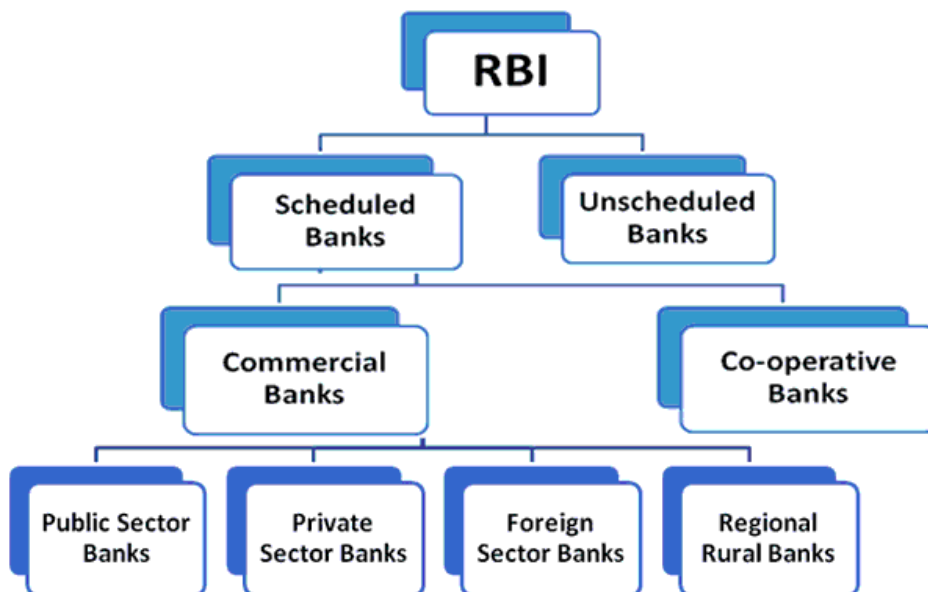 RBI
Scheduled
Banks
Unscheduled
Banks
Commercial
Banks
Co-operative
Banks
Public Sector
Banks
Private
Sector Banks
Foreign
Sector Banks
Regional
Rural Banks